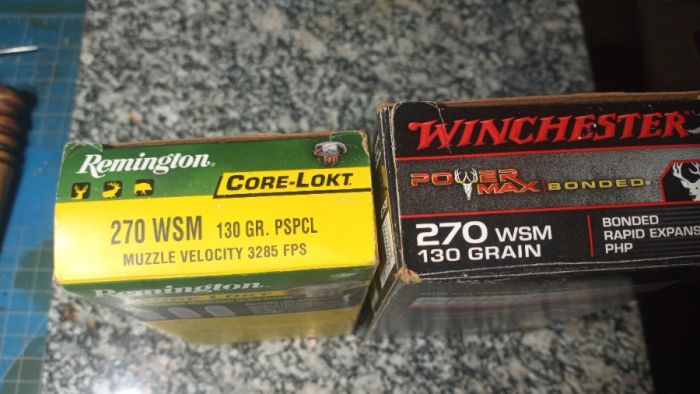 Remington®
CORE-LOKT
270 WSM 130 GR. PSPCL
MUZZLE VELOCITY 3285 FPS
Remington
WINCHESTER
POWER MAX BONDED
270 WSM
130 GRAIN
BONDED
RAPID EXPANS
PHP